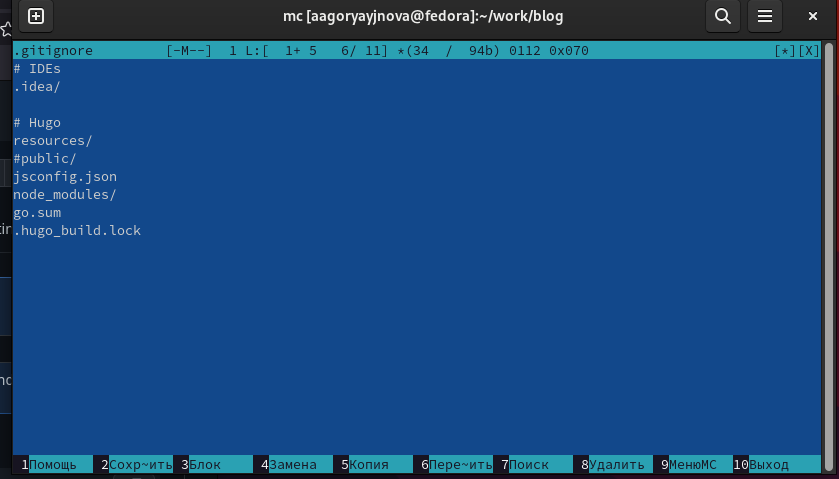 mc [aagoryayjnova@fedora]:~/work/blog
.gitignore [-M--] 1 L:[ 1+ 5 6/ 11] *(34 / 94b) 0112 0x070 [*][X]
# IDEs
.idea/
# Hugo
resources/
#public/
jsconfig.json
node_modules/
go.sum
.hugo_build.lock
1Помощь 2Сохр~ить 3Блок 4Замена 5Копия 6Пере~ить 7Поиск 8Удалить 9МенюMC 10Выход